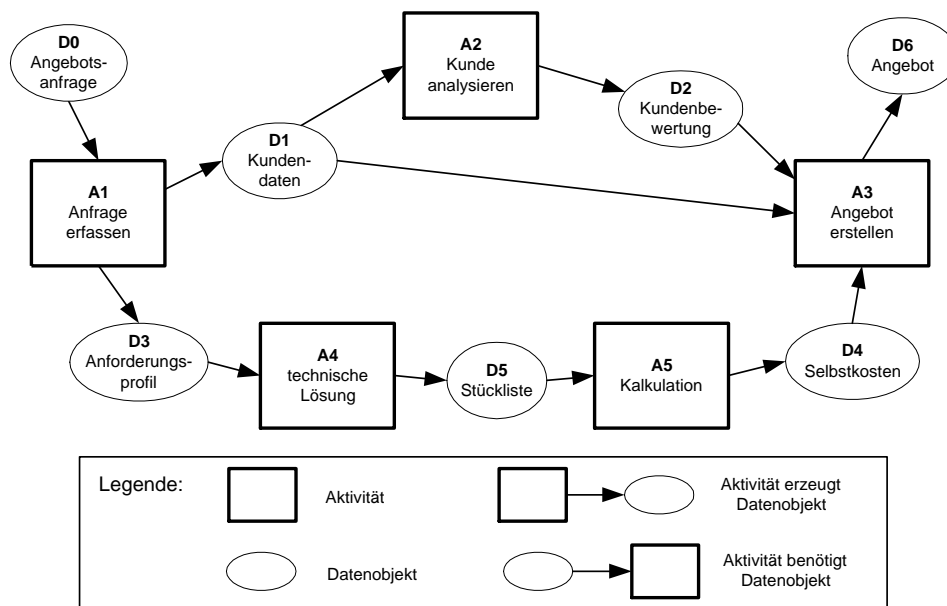 D0
Angebots-
anfrage
A2
Kunde
analysieren
D6
Angebot
D2
Kundenbe-
wertung
D1
Kunden-
daten
A1
Anfrage
erfassen
A3
Angebot
erstellen
D3
Anforderungs-
profil
A4
technische
Lösung
D5
Stückliste
A5
Kalkulation
D4
Selbstkosten
Legende:
Aktivität
Aktivität erzeugt
Datenobjekt
Datenobjekt
Aktivität benötigt
Datenobjekt